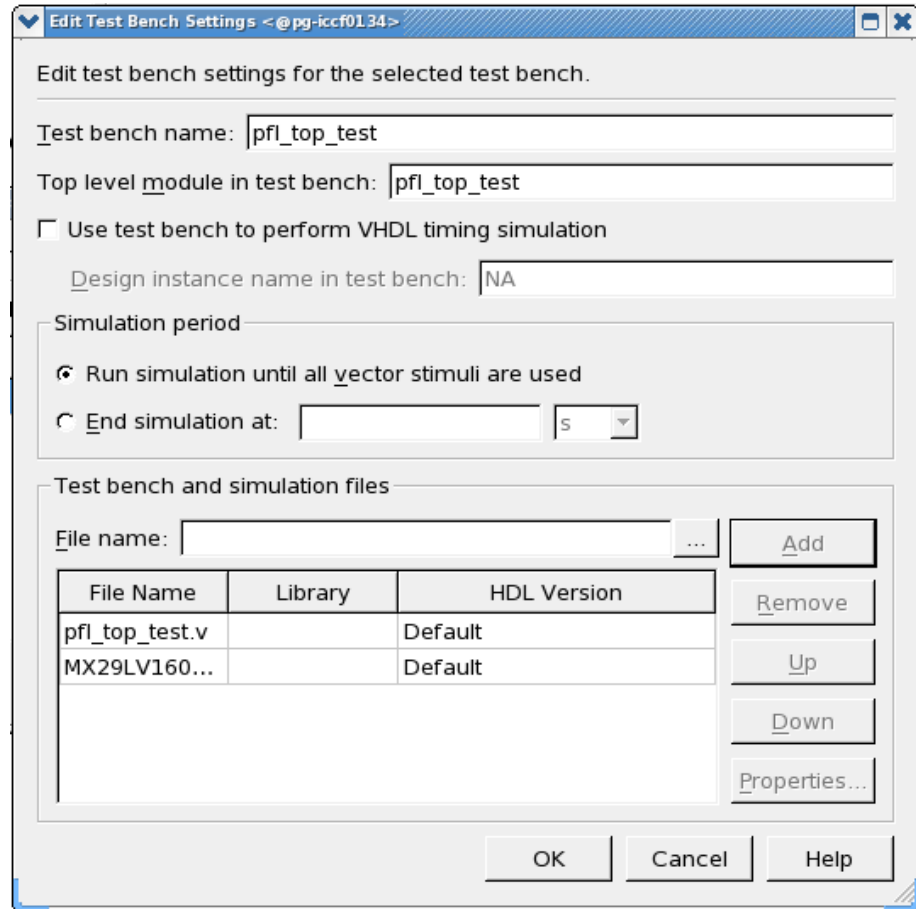 Edit Test Bench Settings <@pg-iccf0134>
Edit test bench settings for the selected test bench.
Test bench name: pfl_top_test
Top level module in test bench: pfl_top_test
Use test bench to perform VHDL timing simulation
Design instance name in test bench: NA
Simulation period
Run simulation until all vector stimuli are used
End simulation at: s
Test bench and simulation files
File name: ... Add
File Name Library HDL Version
Remove
pfl_top_test.v Default
MX29LV160... Default
Up
Down
Properties...
OK Cancel Help